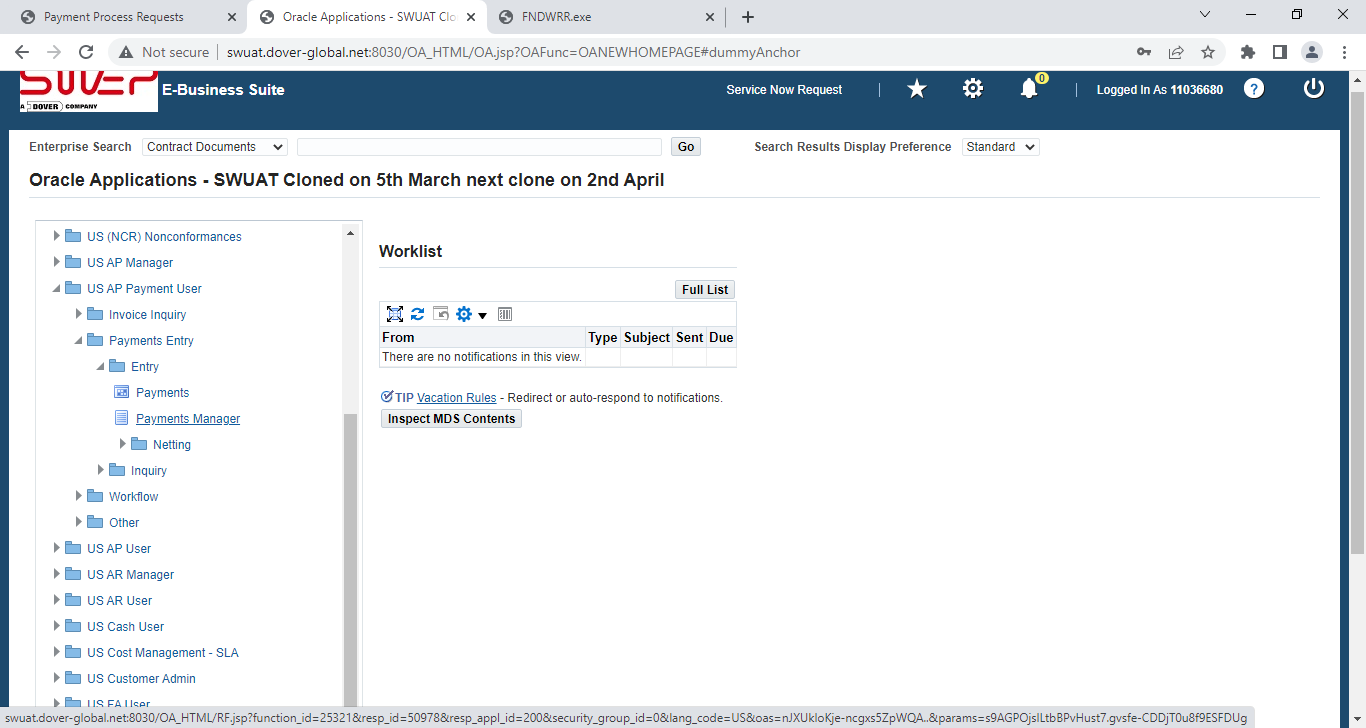 Payment Process Requests
Oracle Applications - SWUAT Clo
FNDWRR.exe
Not secure
swuat.dover-global.net:8030/OA_HTML/OA.jsp?OAFunc=OANEWHOMEPAGE#dummyAnchor
SWEP
A DOVER COMPANY
E-Business Suite
Service Now Request
0
Logged In As 11036680
?
Enterprise Search
Contract Documents
Go
Search Results Display Preference
Standard
Oracle Applications - SWUAT Cloned on 5th March next clone on 2nd April
US (NCR) Nonconformances
US AP Manager
US AP Payment User
Invoice Inquiry
Payments Entry
Entry
Payments
Payments Manager
Netting
Inquiry
Workflow
Other
US AP User
US AR Manager
US AR User
US Cash User
US Cost Management - SLA
US Customer Admin
US FA User
Worklist
Full List
From Type Subject Sent Due
There are no notifications in this view.
TIP Vacation Rules - Redirect or auto-respond to notifications.
Inspect MDS Contents
swuat.dover-global.net:8030/OA_HTML/RF.jsp?function_id=25321&resp_id=50978&resp_appl_id=200&security_group_id=0&lang_code=US&oas=nJXUkloKje-ncgxs5ZpWQA..&params=s9AGPOjsILtbBPvHust7.gvsfe-CDDjT0u8f9ESFDUg